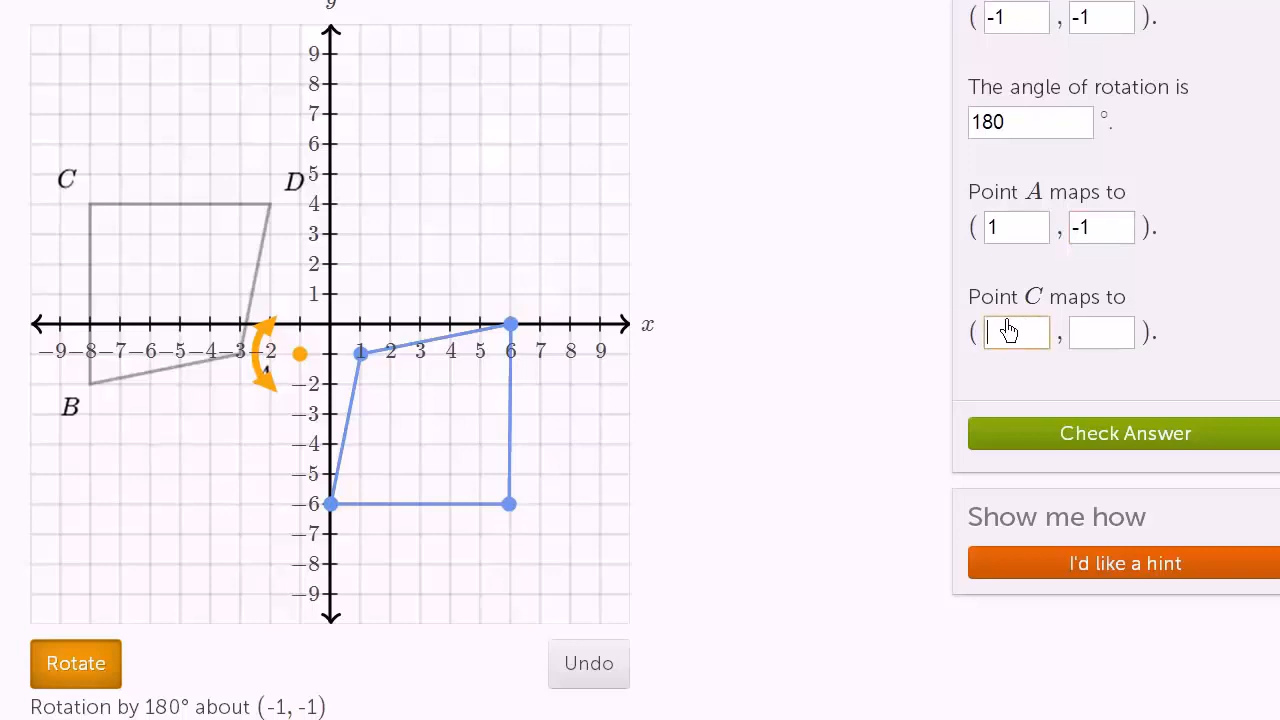 y
9
8
7
6
C D 5
4
3
2
1
x
−9 −8 −7 −6 −5 −4 −3 −2 1 2 3 4 5 6 7 8 9
A −2
B −3
−4
−5
−6
−7
−8
−9
Rotate Undo
Rotation by 180° about (-1, -1)
( -1 , -1 ).
The angle of rotation is
180 °.
Point A maps to
( 1 , -1 ).
Point C maps to
( , ).
Check Answer
Show me how
I'd like a hint